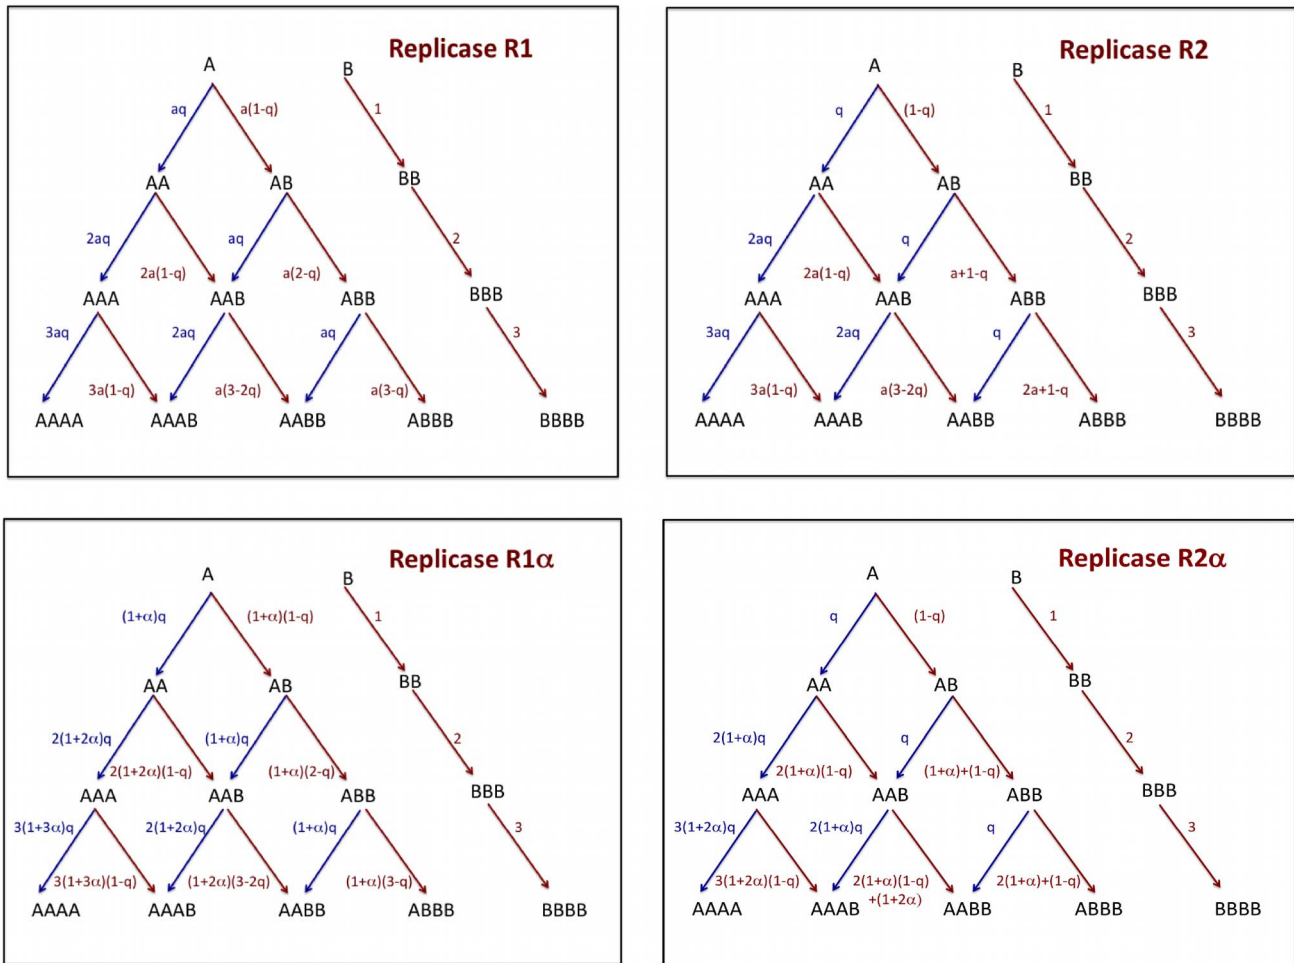 Replicase R1
A
B
aq
a(1-q)
1
AA
AB
BB
2aq
2a(1-q)
aq
a(2-q)
2
AAA
AAB
ABB
BBB
3aq
3a(1-q)
2aq
a(3-2q)
aq
a(3-q)
3
AAAA
AAAB
AABB
ABBB
BBBB
Replicase R2
A
B
q
(1-q)
1
AA
AB
BB
2aq
2a(1-q)
q
a+1-q
2
AAA
AAB
ABB
BBB
3aq
3a(1-q)
2aq
a(3-2q)
q
2a+1-q
3
AAAA
AAAB
AABB
ABBB
BBBB
Replicase R1α
A
B
(1+α)q
(1+α)(1-q)
1
AA
AB
BB
2(1+2α)q
2(1+2α)(1-q)
(1+α)q
(1+α)(2-q)
2
AAA
AAB
ABB
BBB
3(1+3α)q
3(1+3α)(1-q)
2(1+2α)q
(1+2α)(3-2q)
(1+α)q
(1+α)(3-q)
3
AAAA
AAAB
AABB
ABBB
BBBB
Replicase R2α
A
B
q
(1-q)
1
AA
AB
BB
2(1+α)q
2(1+α)(1-q)
q
(1+α)+(1-q)
2
AAA
AAB
ABB
BBB
3(1+2α)q
3(1+2α)(1-q)
2(1+α)q
2(1+α)(1-q)
+(1+2α)
q
2(1+α)+(1-q)
3
AAAA
AAAB
AABB
ABBB
BBBB